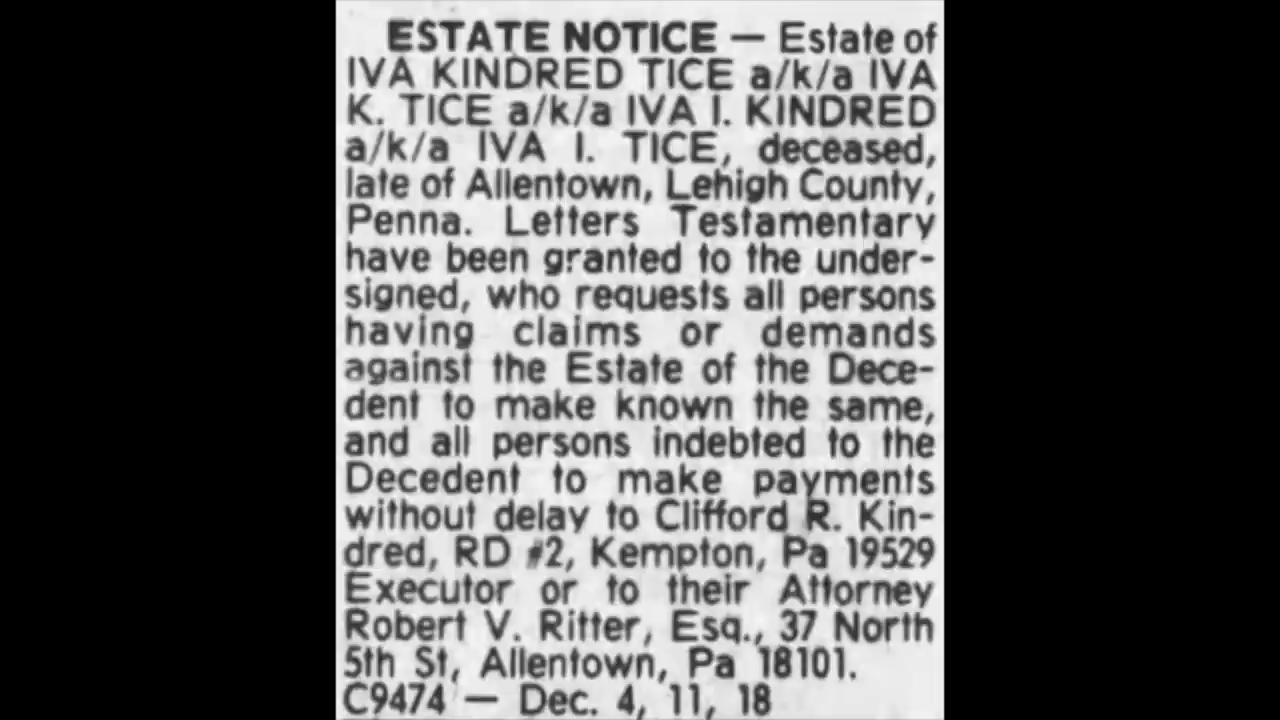 ESTATE NOTICE — Estate of
IVA KINDRED TICE a/k/a IVA
K. TICE a/k/a IVA I. KINDRED
a/k/a IVA I. TICE, deceased,
late of Allentown, Lehigh County,
Penna. Letters Testamentary
have been granted to the under-
signed, who requests all persons
having claims or demands
against the Estate of the Dece-
dent to make known the same,
and all persons indebted to the
Decedent to make payments
without delay to Clifford R. Kin-
dred, RD #2, Kempton, Pa 19529
Executor or to their Attorney
Robert V. Ritter, Esq., 37 North
5th St, Allentown, Pa 18101.
C9474 — Dec. 4, 11, 18